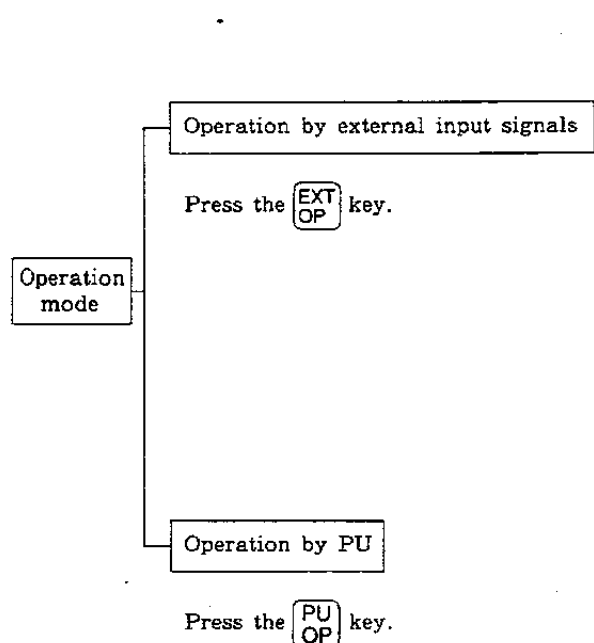 Operation by external input signals
Press the EXT OP key.
Operation mode
Operation by PU
Press the PU OP key.